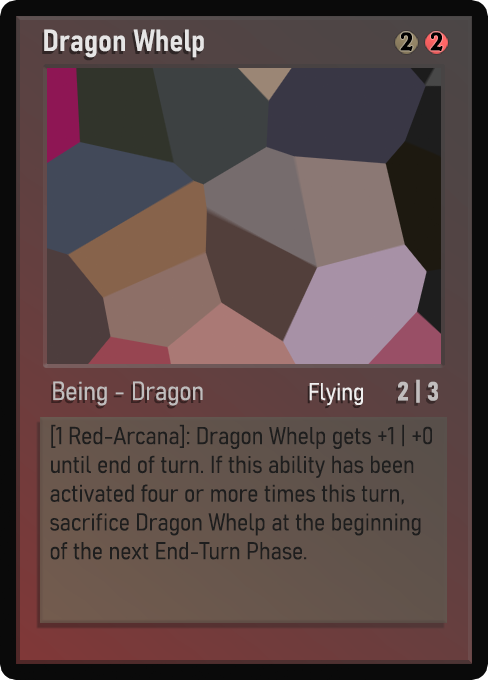 Dragon Whelp 2 2
Being - Dragon Flying 2 | 3
[1 Red-Arcana]: Dragon Whelp gets +1 | +0
until end of turn. If this ability has been
activated four or more times this turn,
sacrifice Dragon Whelp at the beginning
of the next End-Turn Phase.